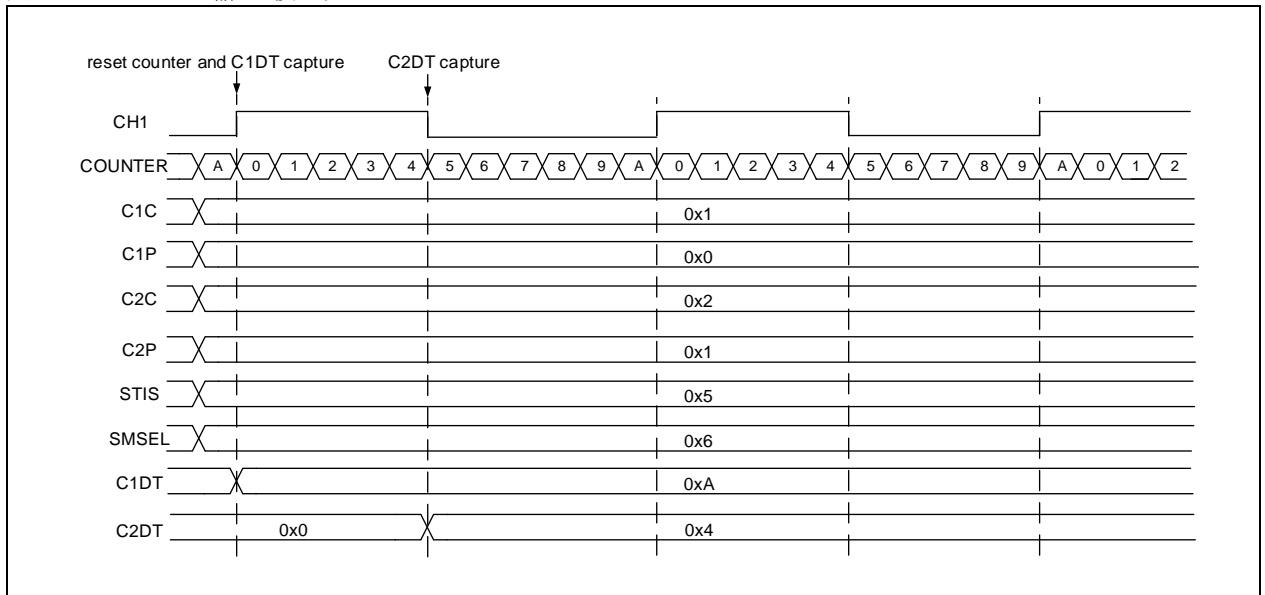 reset counter and C1DT capture C2DT capture
CH1
COUNTER A 0 1 2 3 4 5 6 7 8 9 A 0 1 2 3 4 5 6 7 8 9 A 0 1 2
C1C 0x1
C1P 0x0
C2C 0x2
C2P 0x1
STIS 0x5
SMSEL 0x6
C1DT 0xA
C2DT 0x0 0x4